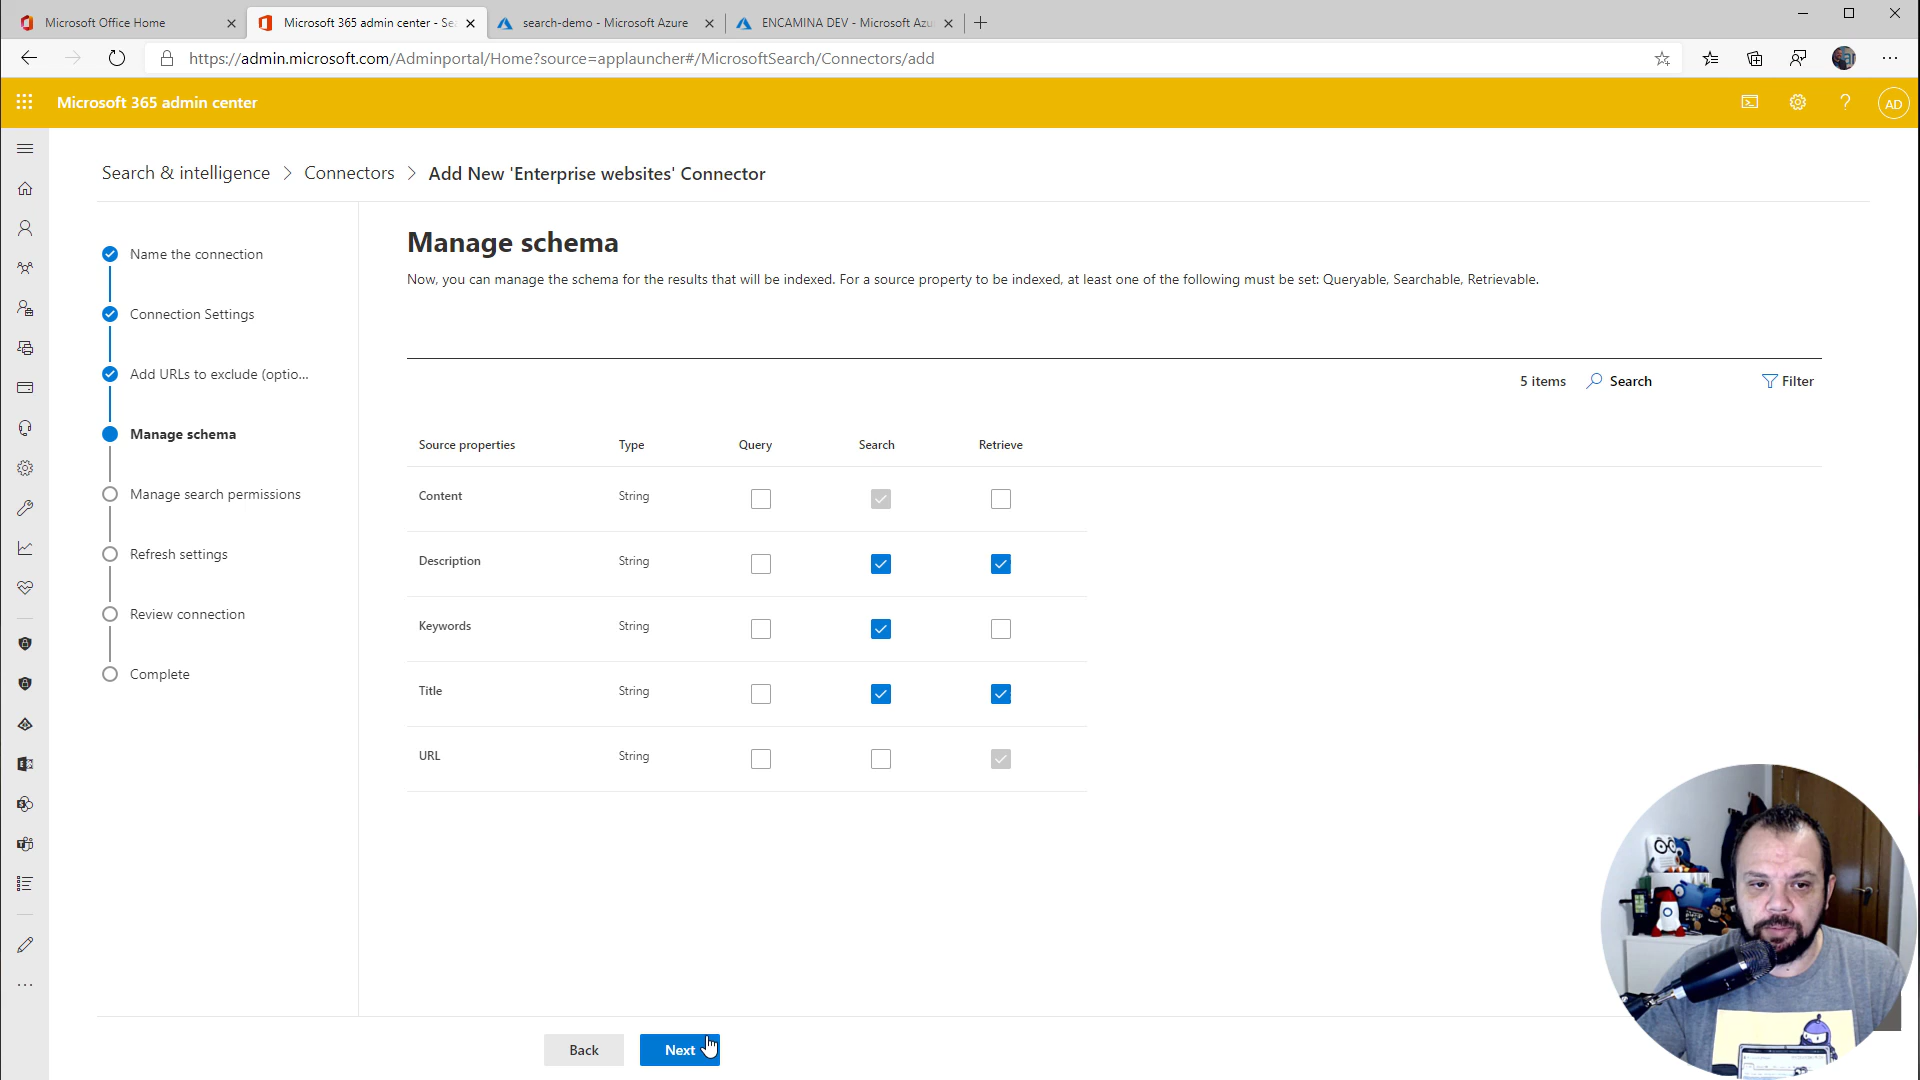 Microsoft Office Home
Microsoft 365 admin center - Se
search-demo - Microsoft Azure
ENCAMINA DEV - Microsoft Azu
https://admin.microsoft.com/Adminportal/Home?source=applauncher#/MicrosoftSearch/Connectors/add
Microsoft 365 admin center
AD
Search & intelligence > Connectors > Add New 'Enterprise websites' Connector
Name the connection
Connection Settings
Add URLs to exclude (optio...
Manage schema
Manage search permissions
Refresh settings
Review connection
Complete
Manage schema
Now, you can manage the schema for the results that will be indexed. For a source property to be indexed, at least one of the following must be set: Queryable, Searchable, Retrievable.
5 items Search Filter
Source properties Type Query Search Retrieve
Content String
Description String
Keywords String
Title String
URL String
Back Next